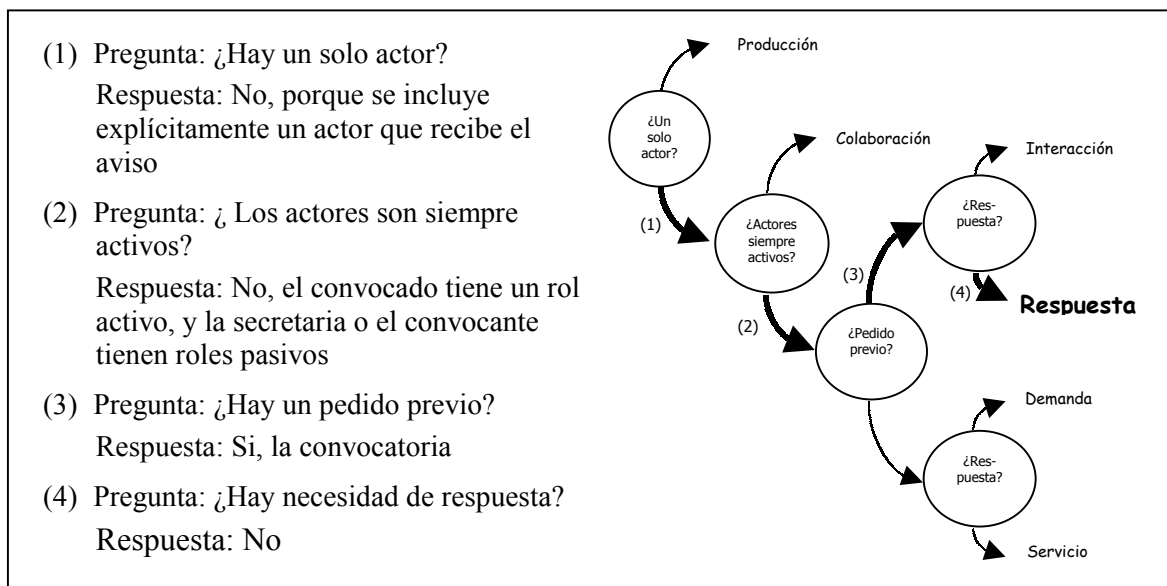 (1) Pregunta: ¿Hay un solo actor?
Respuesta: No, porque se incluye
explícitamente un actor que recibe el
aviso
(2) Pregunta: ¿ Los actores son siempre
activos?
Respuesta: No, el convocado tiene un rol
activo, y la secretaria o el convocante
tienen roles pasivos
(3) Pregunta: ¿Hay un pedido previo?
Respuesta: Si, la convocatoria
(4) Pregunta: ¿Hay necesidad de respuesta?
Respuesta: No
Producción
¿Un
solo
actor?
(1)
Colaboración
¿Actores
siempre
activos?
(2)
Interacción
¿Res-
puesta?
(3)
(4)
Respuesta
¿Pedido
previo?
Demanda
¿Res-
puesta?
Servicio